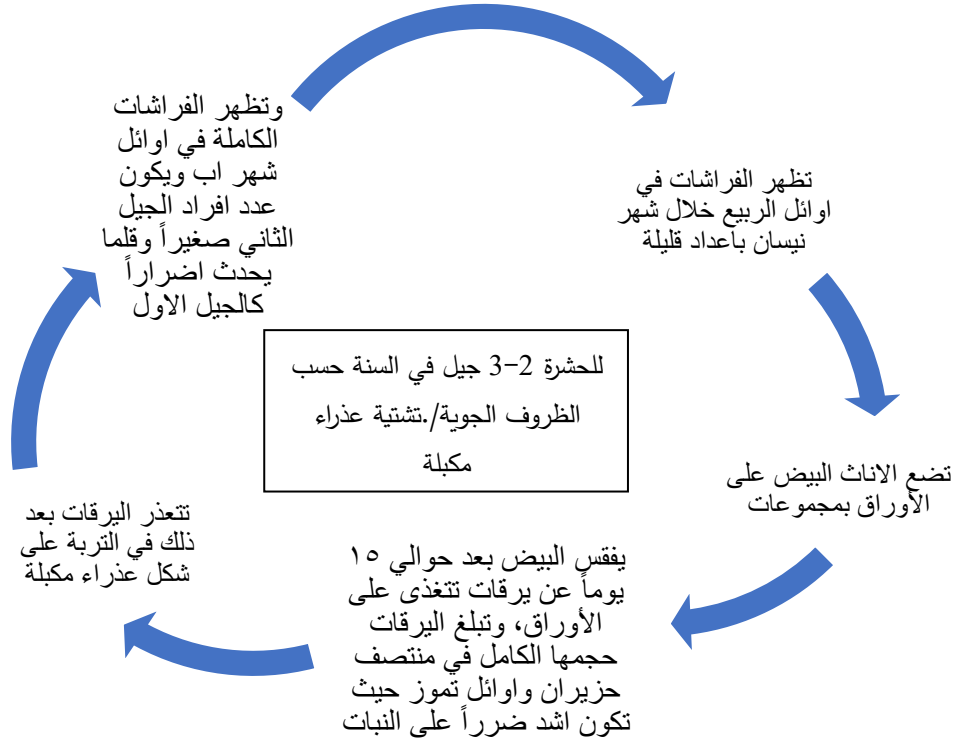 تظهر الفراشات في
اوائل الربيع خلال شهر
نيسان بأعداد قليلة
تضع الاناث البيض على
الأوراق بمجموعات
يفقس البيض بعد حوالي ١٥
يوماً عن يرقات تتغذى على
الأوراق، وتبلغ اليرقات
حجمها الكامل في منتصف
حزيران واوائل تموز حيث
تكون اشد ضرراً على النبات
تتعذر اليرقات بعد
ذلك في التربة على
شكل عذراء مكبلة
وتظهر الفراشات
الكاملة في اوائل
شهر اب ويكون
عدد افراد الجيل
الثاني صغيراً وقلما
يحدث اضراراً
كالجيل الاول
للحشرة 2-3 جيل في السنة حسب
الظروف الجوية/.تشتية عذراء
مكبلة